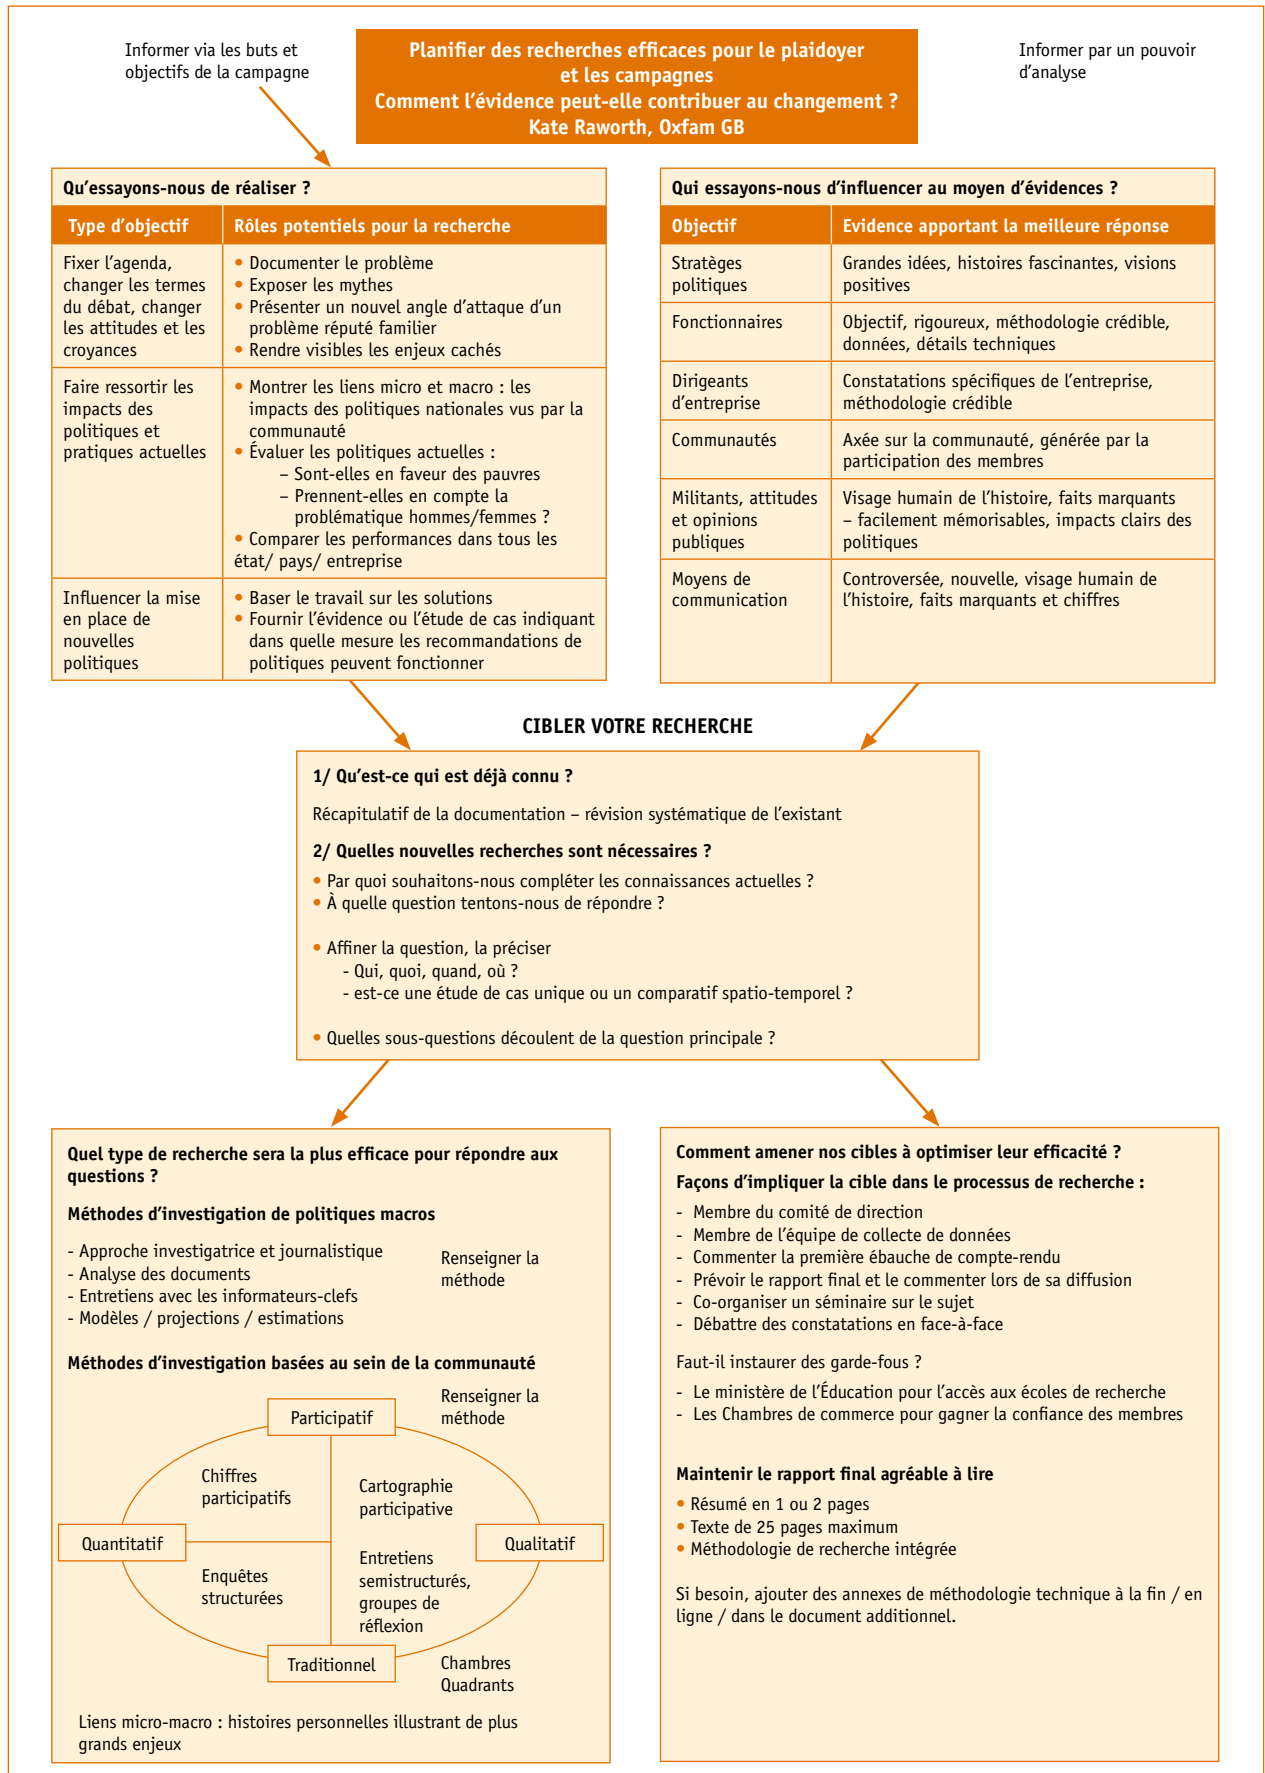 Informer via les buts et
objectifs de la campagne
Planifier des recherches efficaces pour le plaidoyer
et les campagnes
Comment l'évidence peut-elle contribuer au changement ?
Kate Raworth, Oxfam GB
Informer par un pouvoir
d'analyse
Qu'essayons-nous de réaliser ?
Type d'objectif
Rôles potentiels pour la recherche
Fixer l'agenda,
changer les termes
du débat, changer
les attitudes et les
croyances
• Documenter le problème
• Exposer les mythes
• Présenter un nouvel angle d'attaque d'un
problème réputé familier
• Rendre visibles les enjeux cachés
Faire ressortir les
impacts des
politiques et
pratiques actuelles
• Montrer les liens micro et macro : les
impacts des politiques nationales vus par la
communauté
• Évaluer les politiques actuelles :
– Sont-elles en faveur des pauvres
– Prennent-elles en compte la
problématique hommes/femmes ?
• Comparer les performances dans tous les
état/ pays/ entreprise
Influencer la mise
en place de
nouvelles
politiques
• Baser le travail sur les solutions
• Fournir l'évidence ou l'étude de cas indiquant
dans quelle mesure les recommandations de
politiques peuvent fonctionner
Qui essayons-nous d'influencer au moyen d'évidences ?
Objectif
Evidence apportant la meilleure réponse
Stratèges
politiques
Grandes idées, histoires fascinantes, visions
positives
Fonctionnaires
Objectif, rigoureux, méthodologie crédible,
données, détails techniques
Dirigeants
d'entreprise
Constatations spécifiques de l'entreprise,
méthodologie crédible
Communautés
Axée sur la communauté, générée par la
participation des membres
Militants, attitudes
et opinions
publiques
Visage humain de l'histoire, faits marquants
– facilement mémorisables, impacts clairs des
politiques
Moyens de
communication
Controversée, nouvelle, visage humain de
l'histoire, faits marquants et chiffres
CIBLER VOTRE RECHERCHE
1/ Qu'est-ce qui est déjà connu ?
Récapitulatif de la documentation – révision systématique de l'existant
2/ Quelles nouvelles recherches sont nécessaires ?
• Par quoi souhaitons-nous compléter les connaissances actuelles ?
• À quelle question tentons-nous de répondre ?
• Affiner la question, la préciser
- Qui, quoi, quand, où ?
- est-ce une étude de cas unique ou un comparatif spatio-temporel ?
• Quelles sous-questions découlent de la question principale ?
Quel type de recherche sera la plus efficace pour répondre aux
questions ?
Méthodes d'investigation de politiques macros
- Approche investigatrice et journalistique
- Analyse des documents
- Entretiens avec les informateurs-clefs
- Modèles / projections / estimations
Renseigner la
méthode
Méthodes d'investigation basées au sein de la communauté
Renseigner la
méthode
Participatif
Chiffres
participatifs
Cartographie
participative
Quantitatif
Qualitatif
Enquêtes
structurées
Entretiens
semistructurés,
groupes de
réflexion
Traditionnel
Chambres
Quadrants
Liens micro-macro : histoires personnelles illustrant de plus
grands enjeux
Comment amener nos cibles à optimiser leur efficacité ?
Façons d'impliquer la cible dans le processus de recherche :
- Membre du comité de direction
- Membre de l'équipe de collecte de données
- Commenter la première ébauche de compte-rendu
- Prévoir le rapport final et le commenter lors de sa diffusion
- Co-organiser un séminaire sur le sujet
- Débattre des constatations en face-à-face
Faut-il instaurer des garde-fous ?
- Le ministère de l'Éducation pour l'accès aux écoles de recherche
- Les Chambres de commerce pour gagner la confiance des membres
Maintenir le rapport final agréable à lire
• Résumé en 1 ou 2 pages
• Texte de 25 pages maximum
• Méthodologie de recherche intégrée
Si besoin, ajouter des annexes de méthodologie technique à la fin / en
ligne / dans le document additionnel.